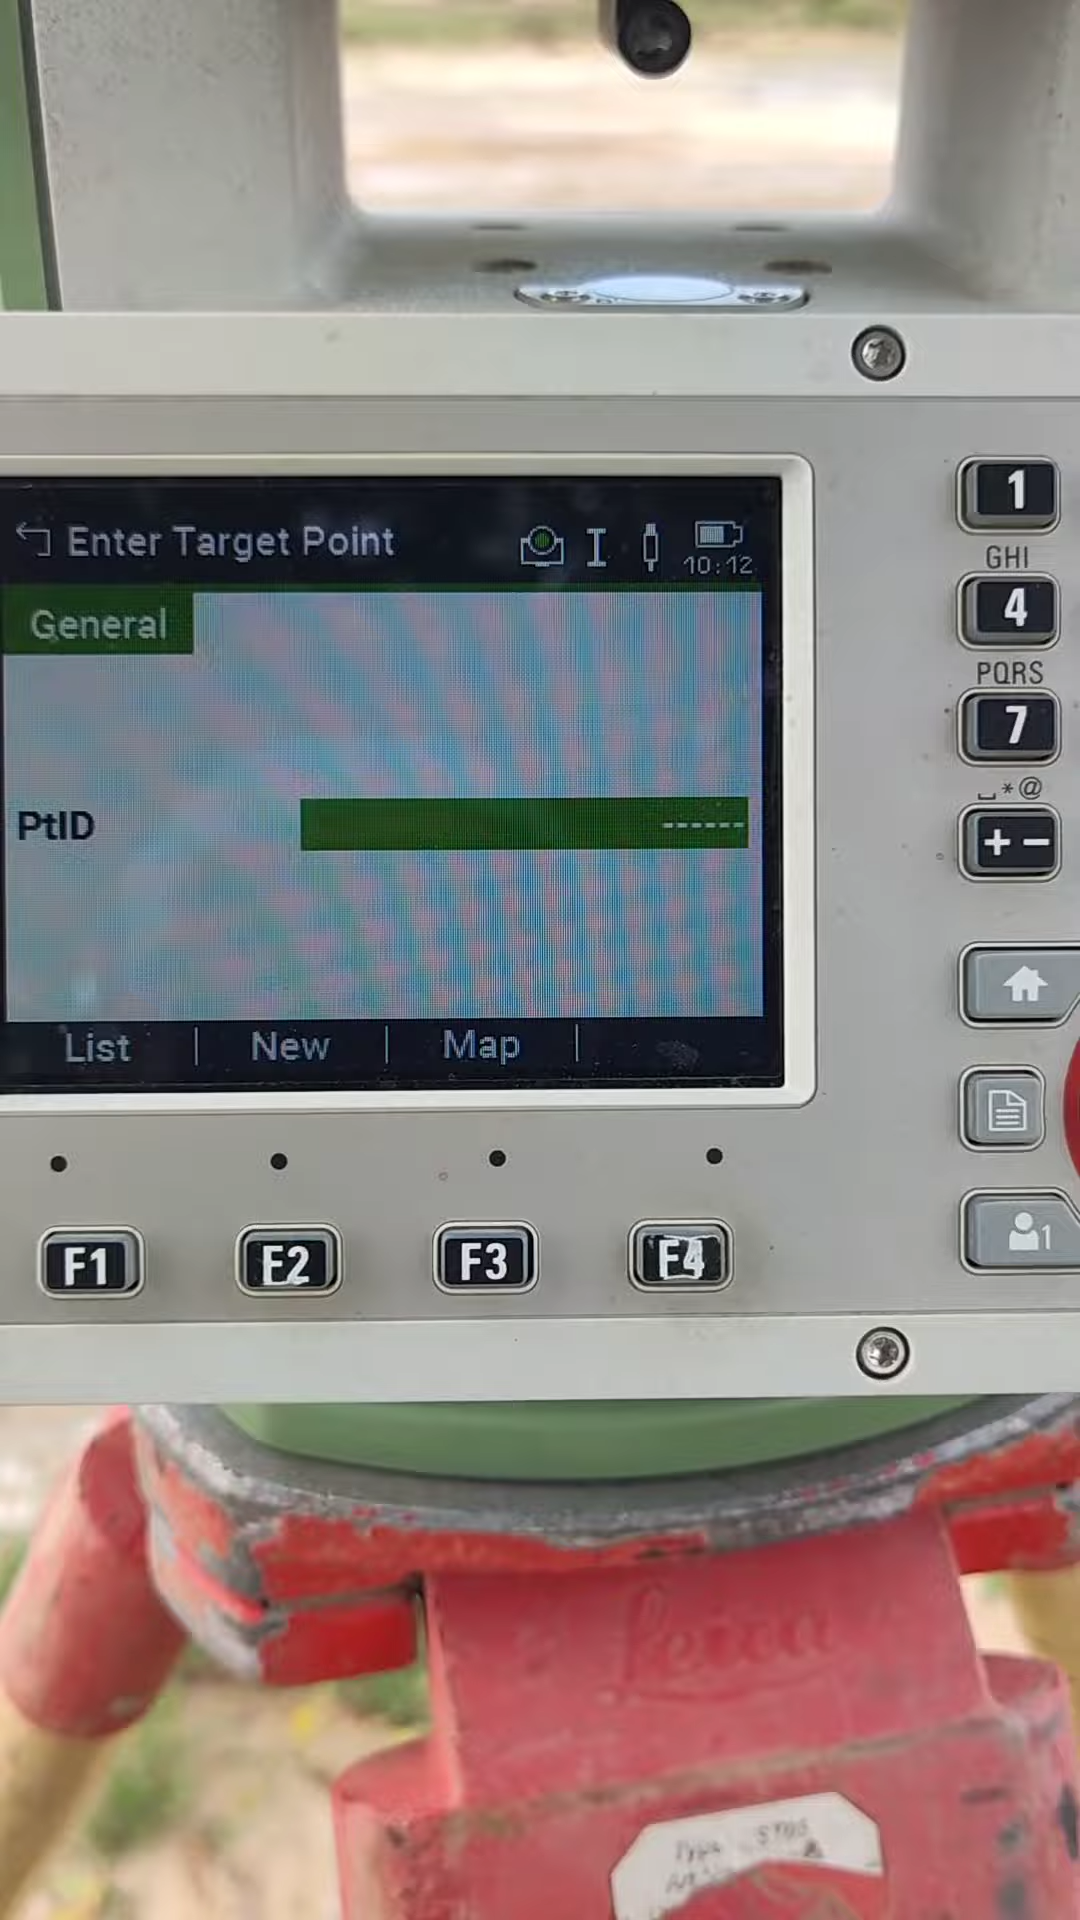 1
GHI
4
PQRS
7
*@
+ -
Enter Target Point
I
10:12
General
PtID ------
List | New | Map |
1
F1 F2 F3 F4
Leica